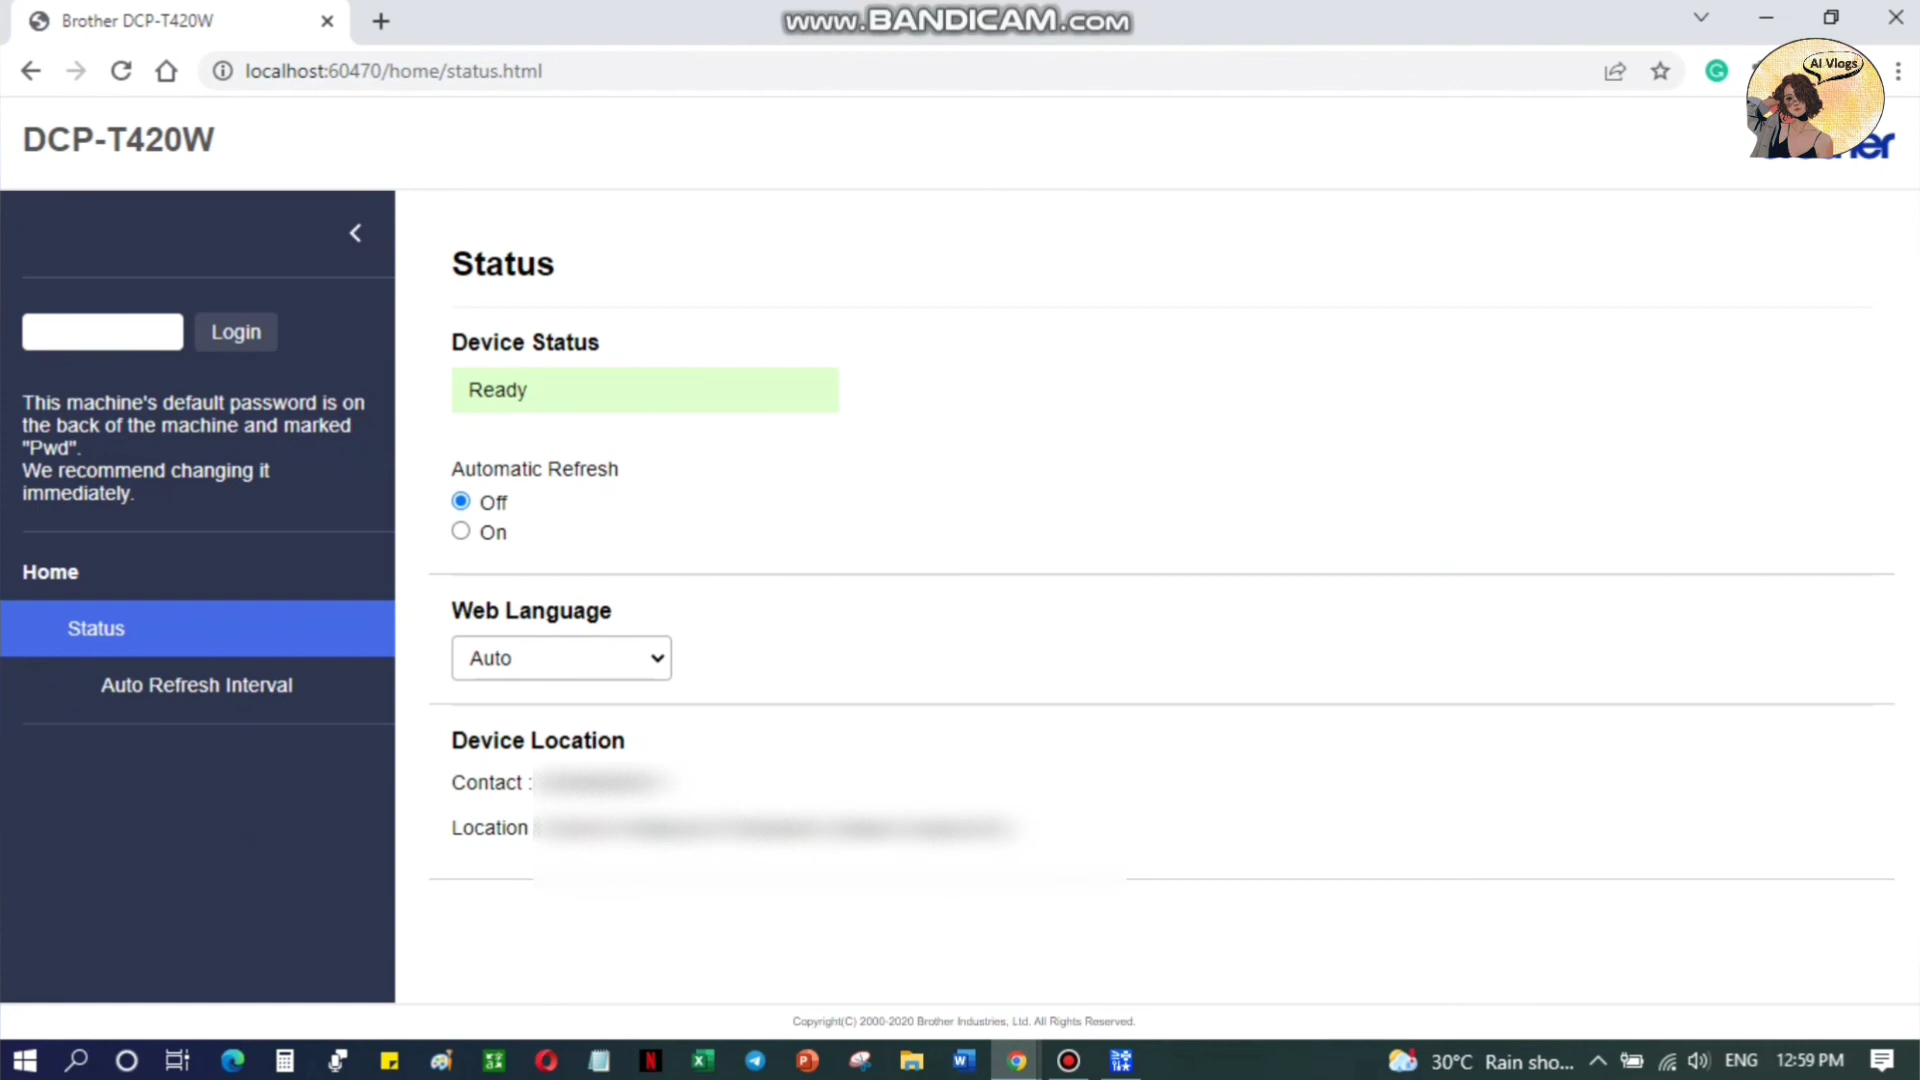 Brother DCP-T420W
www.BANDICAM.com
localhost:60470/home/status.html
AI Vlogs
DCP-T420W
Status
Login
Device Status
Ready
This machine's default password is on
the back of the machine and marked
"Pwd".
We recommend changing it
immediately.
Automatic Refresh
Off
On
Home
Status
Auto Refresh Interval
Web Language
Auto
Device Location
Contact :
Location
Copyright(C) 2000-2020 Brother Industries, Ltd. All Rights Reserved.
30°C Rain sho... ENG 12:59 PM